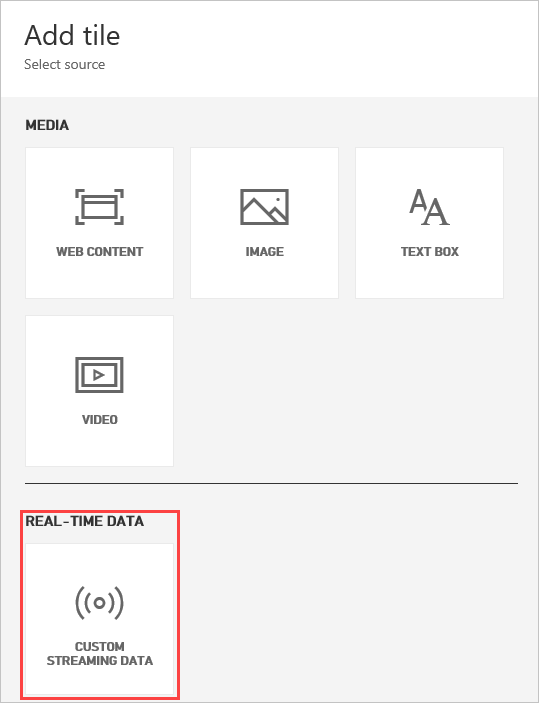 Add tile
Select source
MEDIA
WEB CONTENT
IMAGE
TEXT BOX
VIDEO
REAL-TIME DATA
CUSTOM
STREAMING DATA